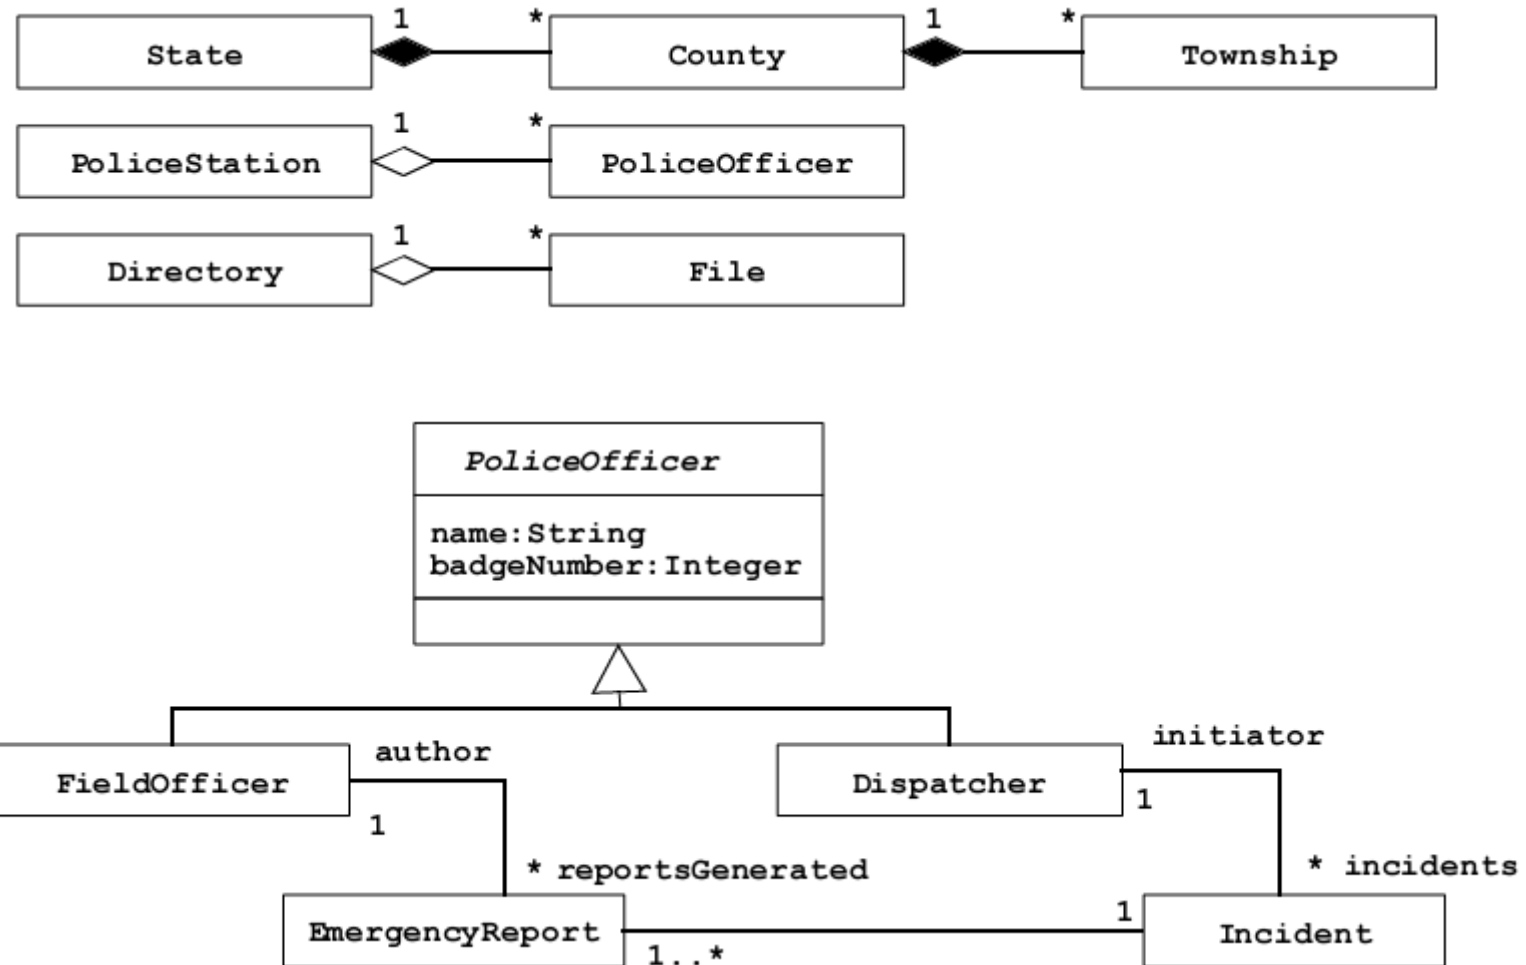 1 * 1 *
State County Township
1 *
PoliceStation PoliceOfficer
1 *
Directory File
PoliceOfficer
name:String
badgeNumber:Integer
author initiator
FieldOfficer Dispatcher
1 1
* reportsGenerated * incidents
1
EmergencyReport Incident
1..*